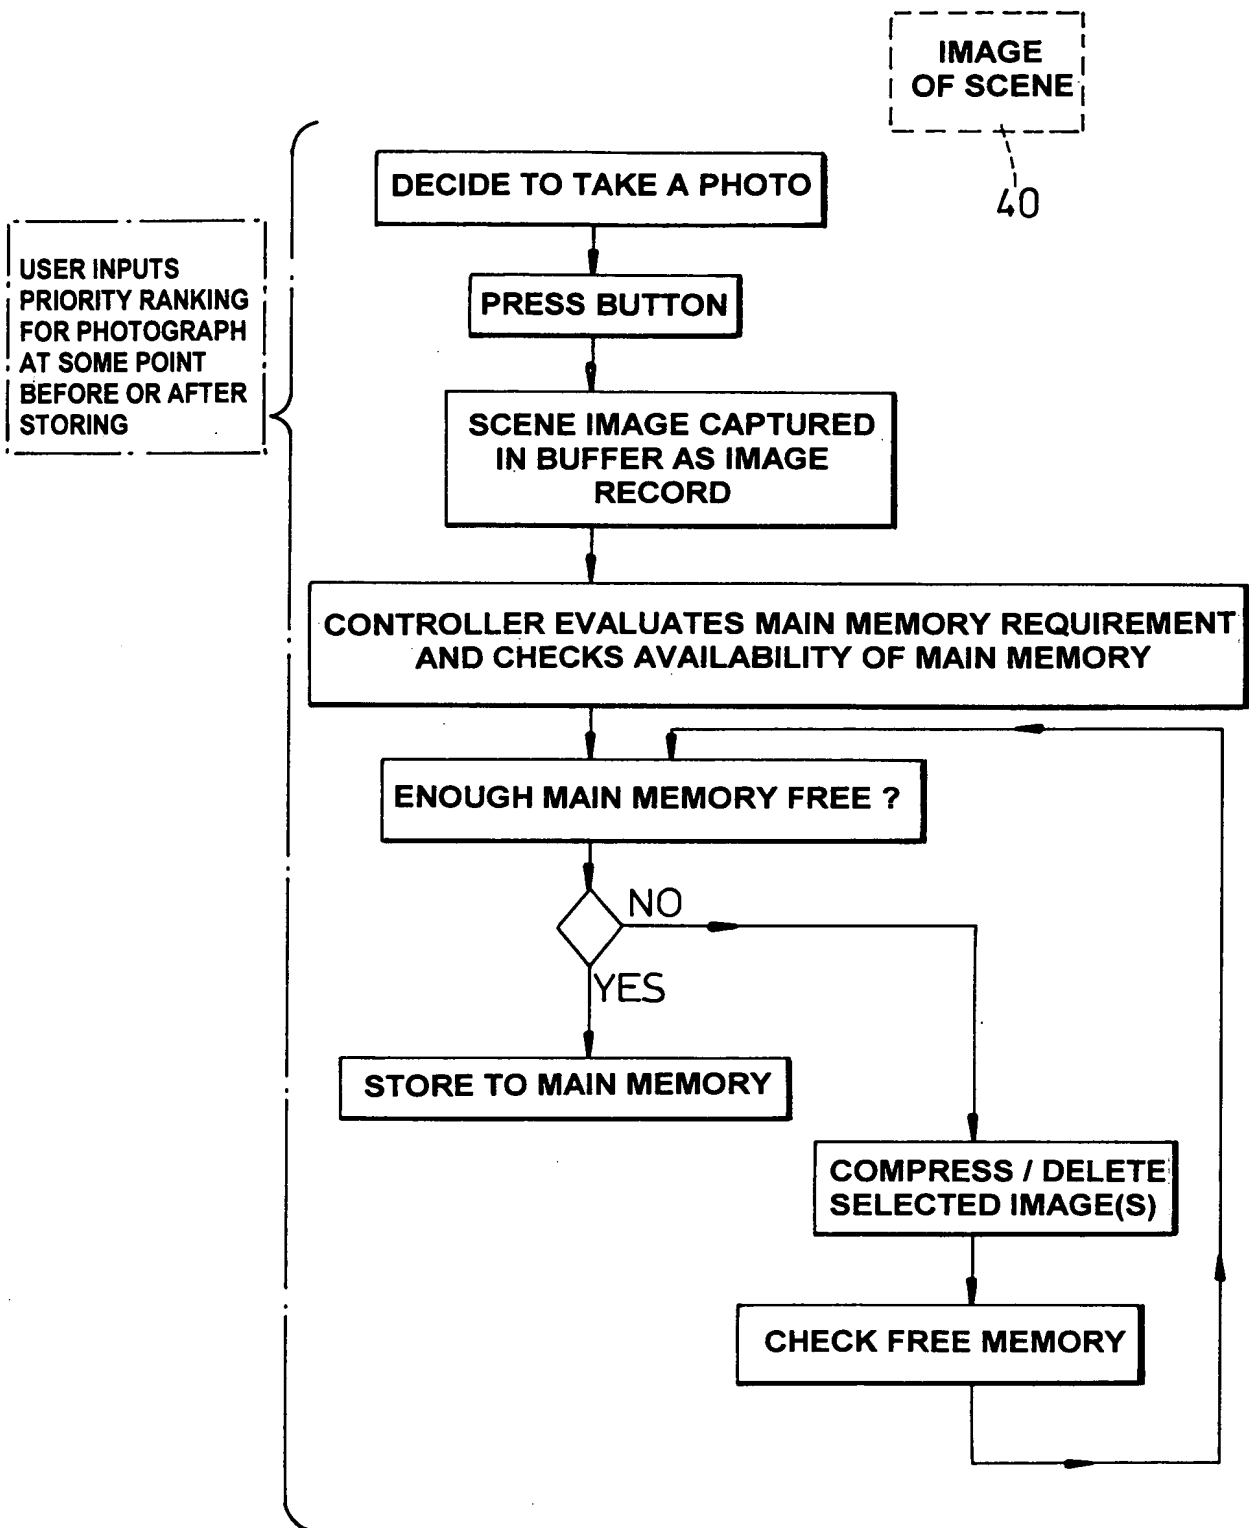 IMAGE
OF SCENE
40
DECIDE TO TAKE A PHOTO
USER INPUTS
PRIORITY RANKING
FOR PHOTOGRAPH
AT SOME POINT
BEFORE OR AFTER
STORING
PRESS BUTTON
SCENE IMAGE CAPTURED
IN BUFFER AS IMAGE
RECORD
CONTROLLER EVALUATES MAIN MEMORY REQUIREMENT
AND CHECKS AVAILABILITY OF MAIN MEMORY
ENOUGH MAIN MEMORY FREE ?
NO
YES
STORE TO MAIN MEMORY
COMPRESS / DELETE
SELECTED IMAGE(S)
CHECK FREE MEMORY